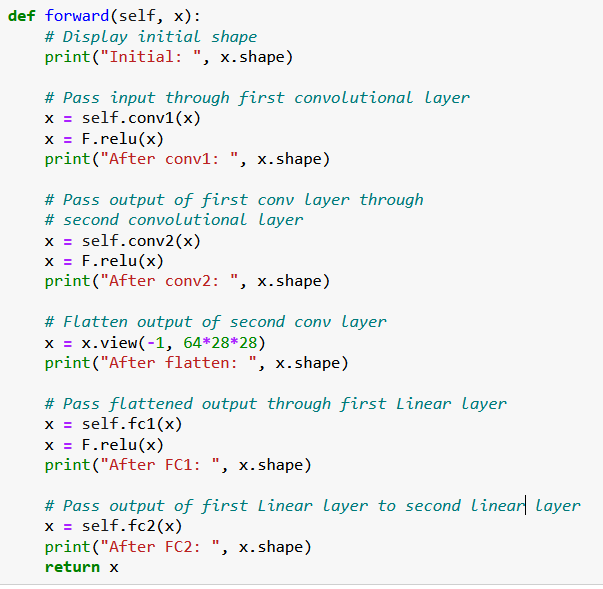 def forward(self, x):
    # Display initial shape
    print("Initial: ", x.shape)

    # Pass input through first convolutional layer
    x = self.conv1(x)
    x = F.relu(x)
    print("After conv1: ", x.shape)

    # Pass output of first conv layer through
    # second convolutional layer
    x = self.conv2(x)
    x = F.relu(x)
    print("After conv2: ", x.shape)

    # Flatten output of second conv layer
    x = x.view(-1, 64*28*28)
    print("After flatten: ", x.shape)

    # Pass flattened output through first Linear layer
    x = self.fc1(x)
    x = F.relu(x)
    print("After FC1: ", x.shape)

    # Pass output of first Linear layer to second linear layer
    x = self.fc2(x)
    print("After FC2: ", x.shape)
    return x